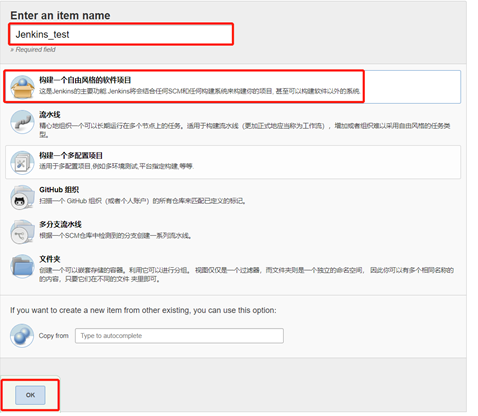 Enter an item name
Jenkins_test
» Required field
构建一个自由风格的软件项目
这是Jenkins的主要功能.Jenkins将会结合任何SCM和任何构建系统来构建你的项目, 甚至可以构建软件以外的系统.
流水线
精心地组织一个可以长期运行在多个节点上的任务。适用于构建流水线（更加正式地应当称为工作流），增加或者组织难以采用自由风格的任务类
型。
构建一个多配置项目
适用于多配置项目,例如多环境测试,平台指定构建,等等.
GitHub 组织
扫描一个 GitHub 组织（或者个人账户）的所有仓库来匹配已定义的标记。
多分支流水线
根据一个SCM仓库中检测到的分支创建一系列流水线。
文件夹
创建一个可以嵌套存储的容器。利用它可以进行分组。 视图仅仅是一个过滤器，而文件夹则是一个独立的命名空间， 因此你可以有多个相同名称的
的内容，只要它们在不同的文件 夹里即可。
If you want to create a new item from other existing, you can use this option:
Copy from
Type to autocomplete
OK